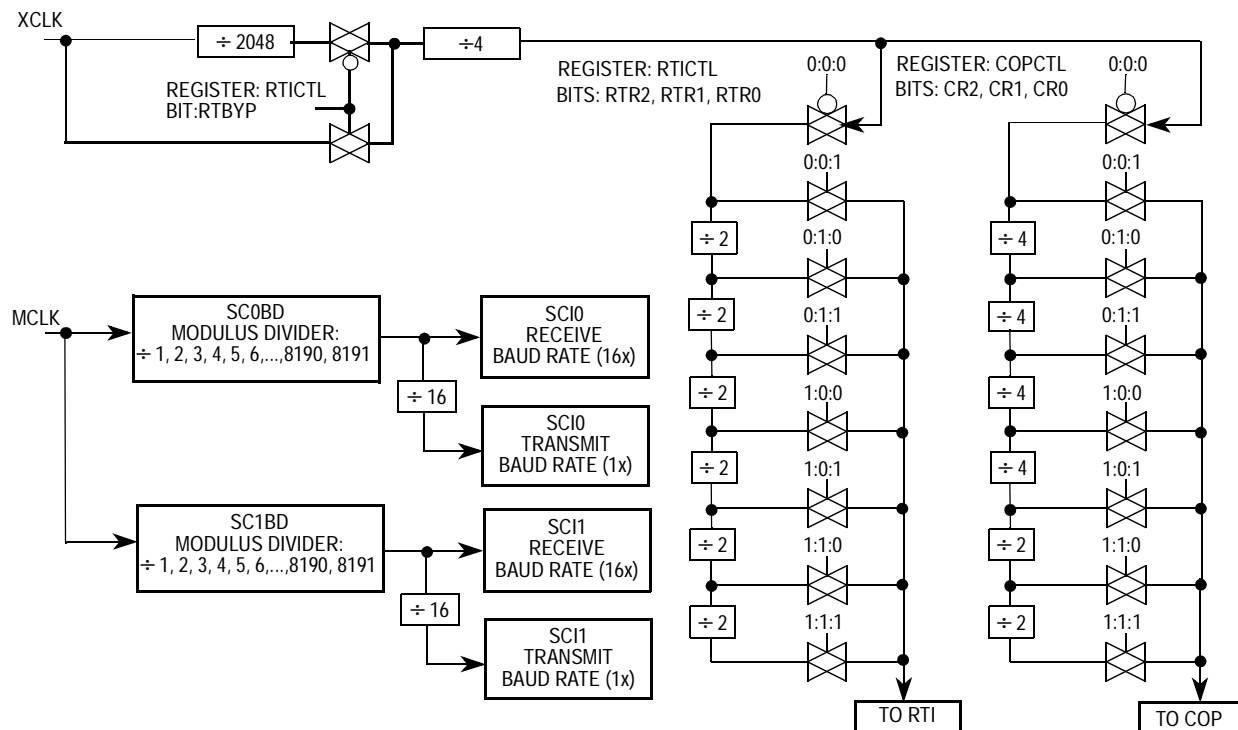 XCLK
÷ 2048
÷4
REGISTER: RTICTL
BIT:RTBYP
REGISTER: RTICTL
BITS: RTR2, RTR1, RTR0
0:0:0
REGISTER: COPCTL
BITS: CR2, CR1, CR0
0:0:0
0:0:1
÷ 2
0:1:0
÷ 2
0:1:1
÷ 2
1:0:0
÷ 2
1:0:1
÷ 2
1:1:0
÷ 2
1:1:1
TO RTI
0:0:1
÷ 4
0:1:0
÷ 4
0:1:1
÷ 4
1:0:0
÷ 4
1:0:1
÷ 2
1:1:0
÷ 2
1:1:1
TO COP
MCLK
SC0BD
MODULUS DIVIDER:
÷ 1, 2, 3, 4, 5, 6,...,8190, 8191
SCI0
RECEIVE
BAUD RATE (16x)
÷ 16
SCI0
TRANSMIT
BAUD RATE (1x)
SC1BD
MODULUS DIVIDER:
÷ 1, 2, 3, 4, 5, 6,...,8190, 8191
SCI1
RECEIVE
BAUD RATE (16x)
÷ 16
SCI1
TRANSMIT
BAUD RATE (1x)